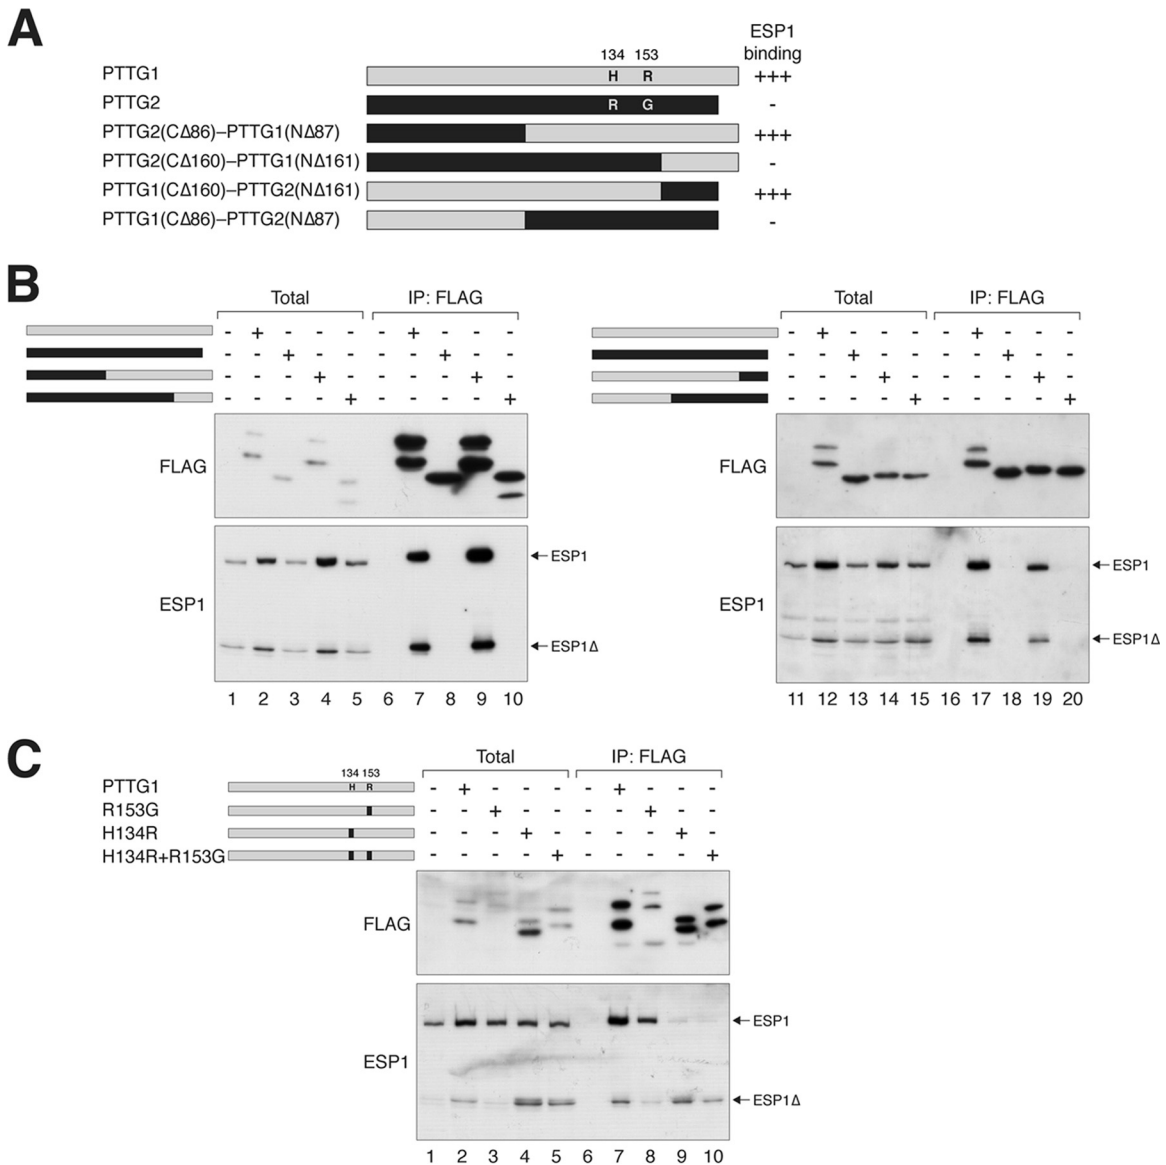 A
ESP1
binding
134 153
PTTG1 H R +++
PTTG2 R G -
PTTG2(CΔ86)–PTTG1(NΔ87) +++
PTTG2(CΔ160)–PTTG1(NΔ161) -
PTTG1(CΔ160)–PTTG2(NΔ161) +++
PTTG1(CΔ86)–PTTG2(NΔ87) -
B
Total IP: FLAG
- + - - - - + - - -
- - + - - - - + - -
- - - + - - - - + -
- - - - + - - - - +
FLAG
ESP1
ESP1
ESP1Δ
1 2 3 4 5 6 7 8 9 10
Total IP: FLAG
- + - - - - + - - -
- - + - - - - + - -
- - - + - - - - + -
- - - - + - - - - +
FLAG
ESP1
ESP1
ESP1Δ
11 12 13 14 15 16 17 18 19 20
C
Total IP: FLAG
134 153
PTTG1 H R - + - - - - + - - -
R153G - - + - - - - + - -
H134R - - - + - - - - + -
H134R+R153G - - - - + - - - - +
FLAG
ESP1
ESP1
ESP1Δ
1 2 3 4 5 6 7 8 9 10